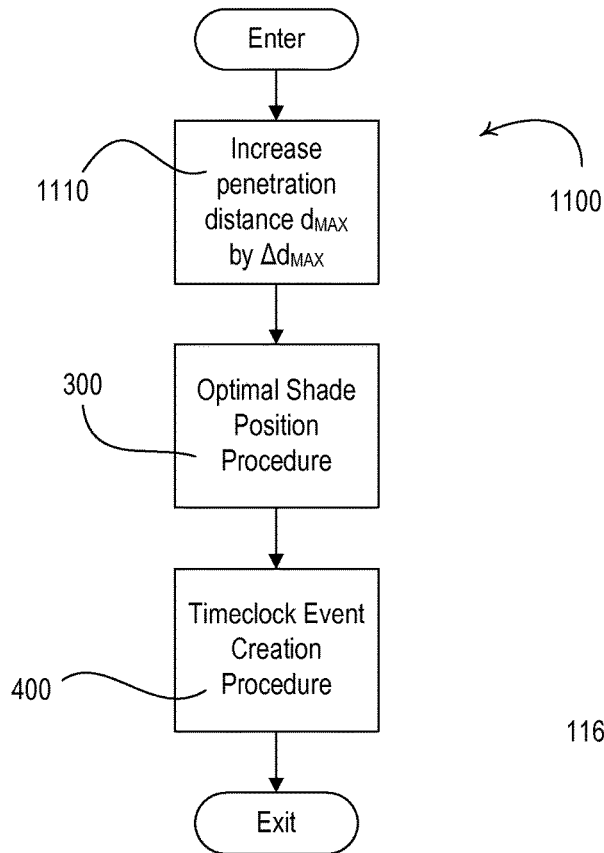 Enter
1110
Increase
penetration
distance dMAX
by ΔdMAX
1100
300
Optimal Shade
Position
Procedure
400
Timeclock Event
Creation
Procedure
116
Exit